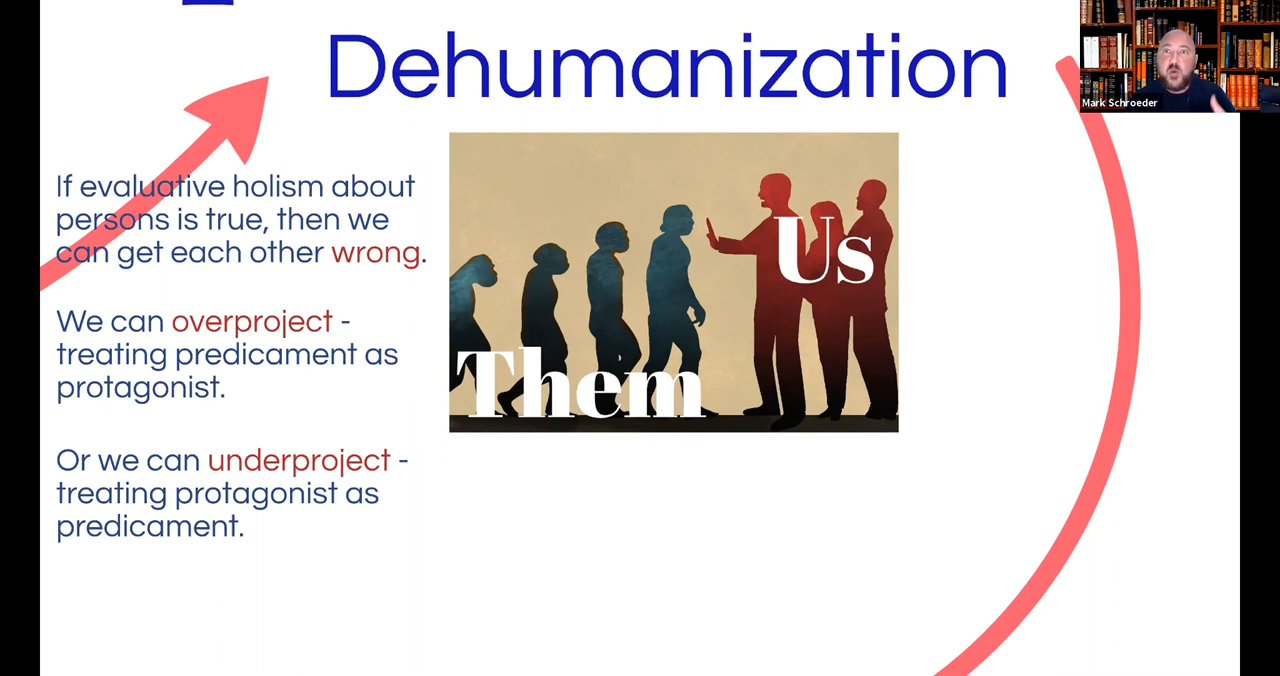 Dehumanization
Mark Schroeder
If evaluative holism about
persons is true, then we
can get each other wrong.
We can overproject -
treating predicament as
protagonist.
Or we can underproject -
treating protagonist as
predicament.
Us
Them